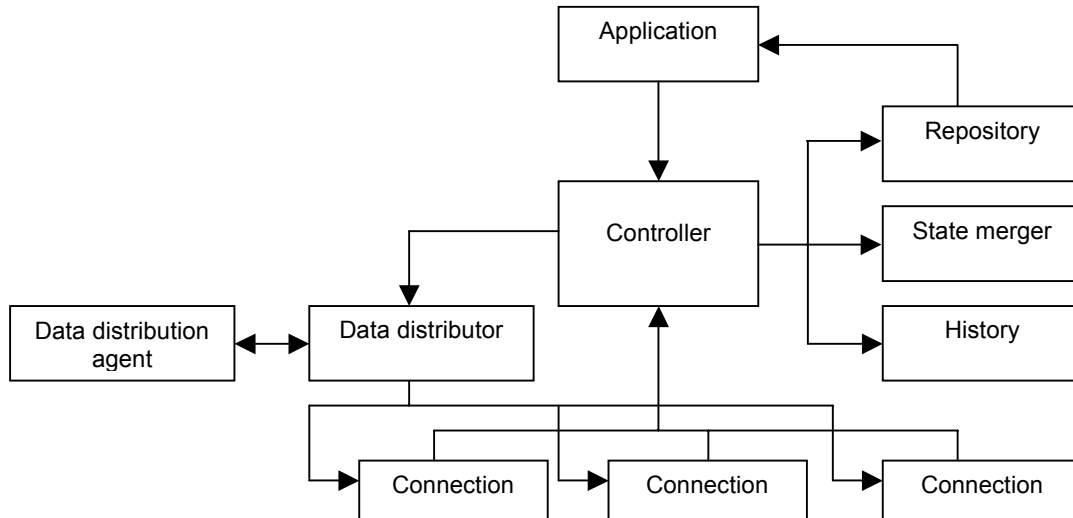 Application
Repository
Controller
State merger
Data distribution
agent
Data distributor
History
Connection
Connection
Connection